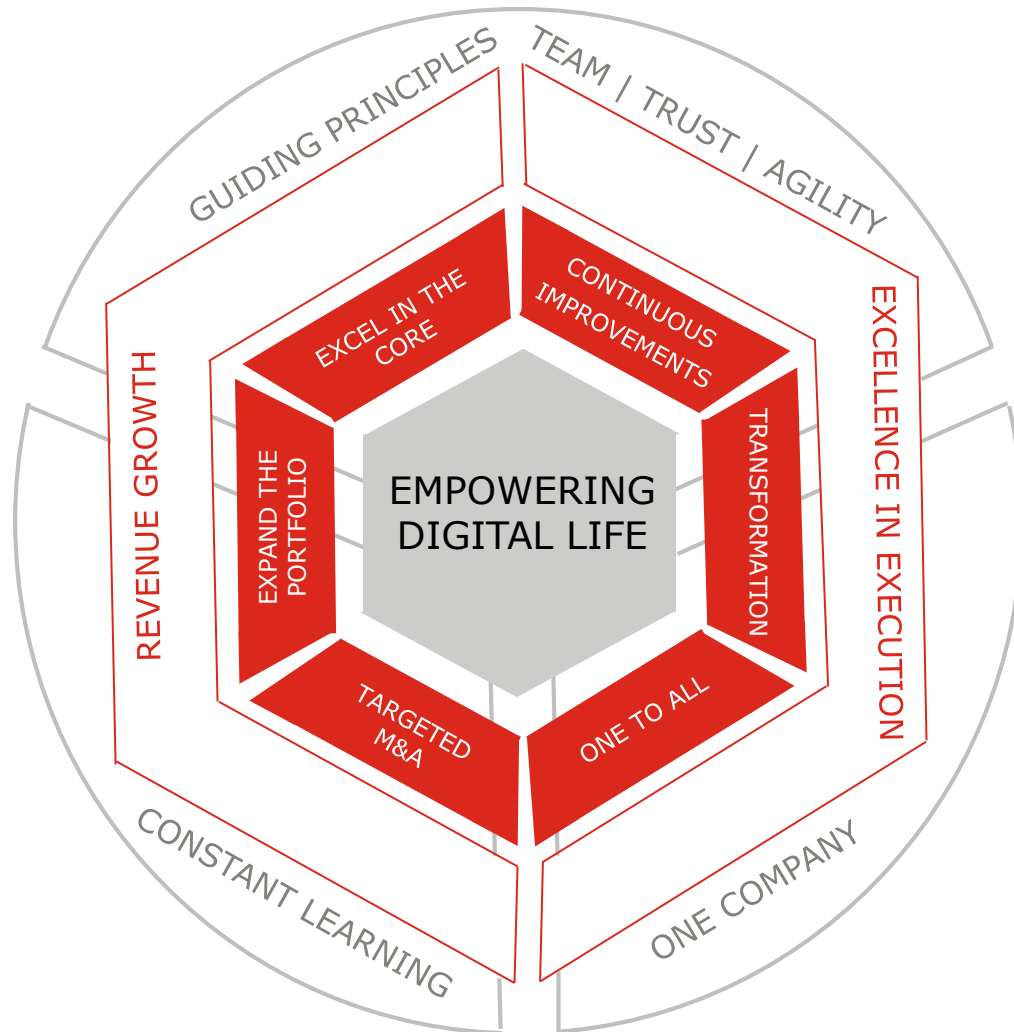 GUIDING PRINCIPLES
TEAM | TRUST | AGILITY
REVENUE GROWTH
EXCELLENCE IN EXECUTION
EXCEL IN THE
CORE
CONTINUOUS
IMPROVEMENTS
EXPAND THE
PORTFOLIO
EMPOWERING
DIGITAL LIFE
TRANSFORMATION
TARGETED
M&A
ONE TO ALL
CONSTANT LEARNING
ONE COMPANY